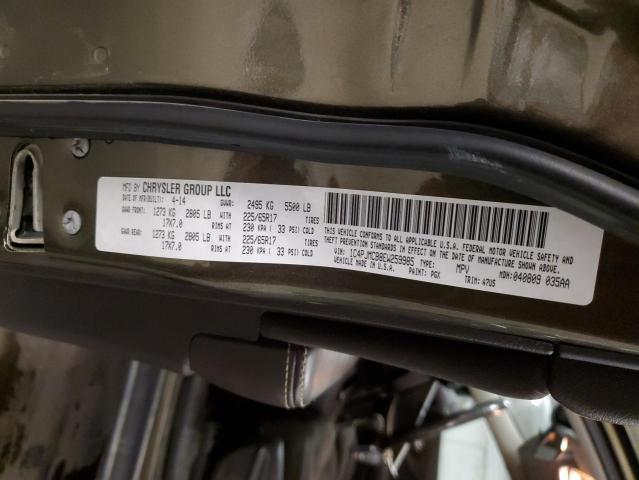 MFD BY CHRYSLER GROUP LLC
DATE OF MFR(BUILT): 4-14 GVWR: 2495 KG 5500 LB
GAWR FRONT: 1273 KG 2805 LB WITH 225/65R17 TIRES
17X7.0 RIMS AT 230 KPA ( 33 PSI) COLD
GAWR REAR: 1273 KG 2805 LB WITH 225/65R17 TIRES
17X7.0 RIMS AT 230 KPA ( 33 PSI) COLD
THIS VEHICLE CONFORMS TO ALL APPLICABLE U.S.A. FEDERAL MOTOR VEHICLE SAFETY AND
THEFT PREVENTION STANDARDS IN EFFECT ON THE DATE OF MANUFACTURE SHOWN ABOVE.
VIN: 1C4PJMCB8EW259985 TYPE: MPV MDH: 040809 035AA
VEHICLE MADE IN U.S.A. PAINT: PGX TRIM: A7U5